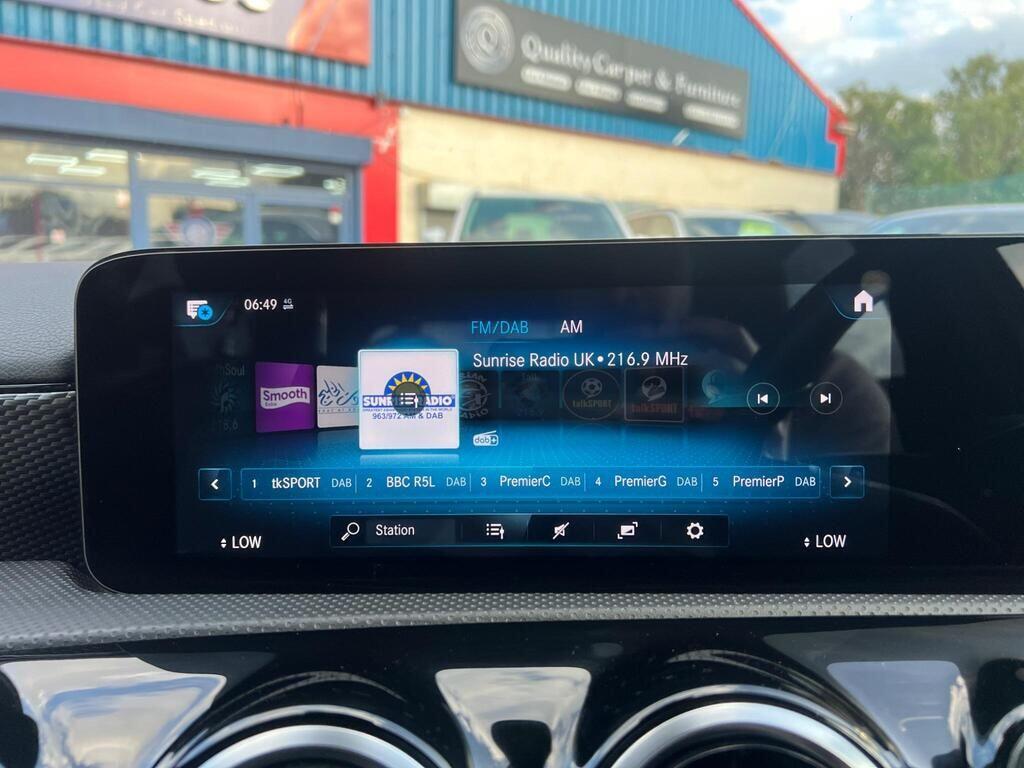 Quality Carpet & Furniture
06:49 4G
FM/DAB AM
Sunrise Radio UK • 216.9 MHz
Smooth
Extra
SUNRISE RADIO
963/972 AM & DAB
talkSPORT
talkSPORT
dab+
1 tkSPORT DAB 2 BBC R5L DAB 3 PremierC DAB 4 PremierG DAB 5 PremierP DAB
Station
LOW
LOW